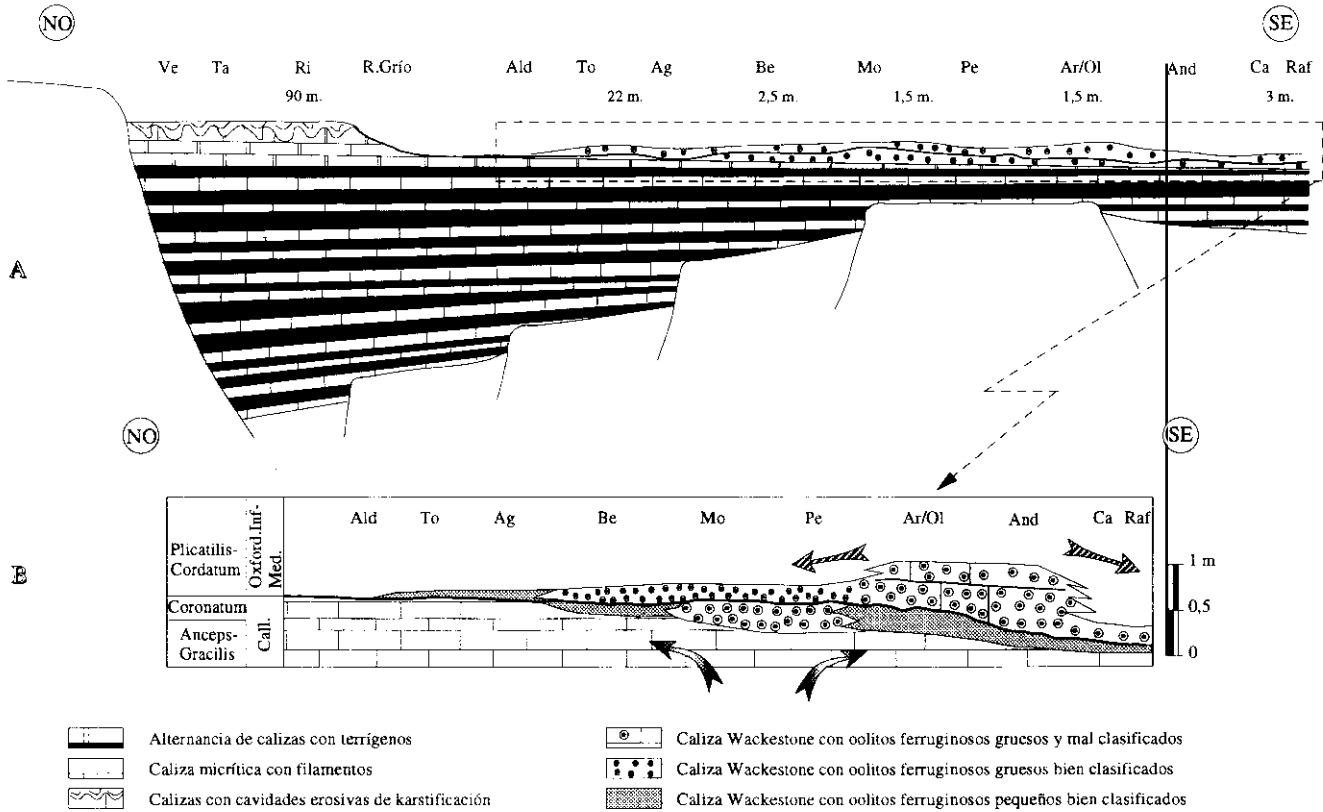 NO
SE
Ve Ta Ri R.Grío Ald To Ag Be Mo Pe Ar/Ol And Ca Raf
90 m. 22 m. 2,5 m. 1,5 m. 1,5 m. 3 m.
A
NO
SE
B
Plicatilis-
Cordatum
Oxford.Inf-
Med.
Coronatum
Anceps-
Gracilis
Call.
Ald To Ag Be Mo Pe Ar/Ol And Ca Raf
1 m
0,5
0
Alternancia de calizas con terrígenos
Caliza micrítica con filamentos
Calizas con cavidades erosivas de karstificación
Caliza Wackestone con oolitos ferruginosos gruesos y mal clasificados
Caliza Wackestone con oolitos ferruginosos gruesos bien clasificados
Caliza Wackestone con oolitos ferruginosos pequeños bien clasificados